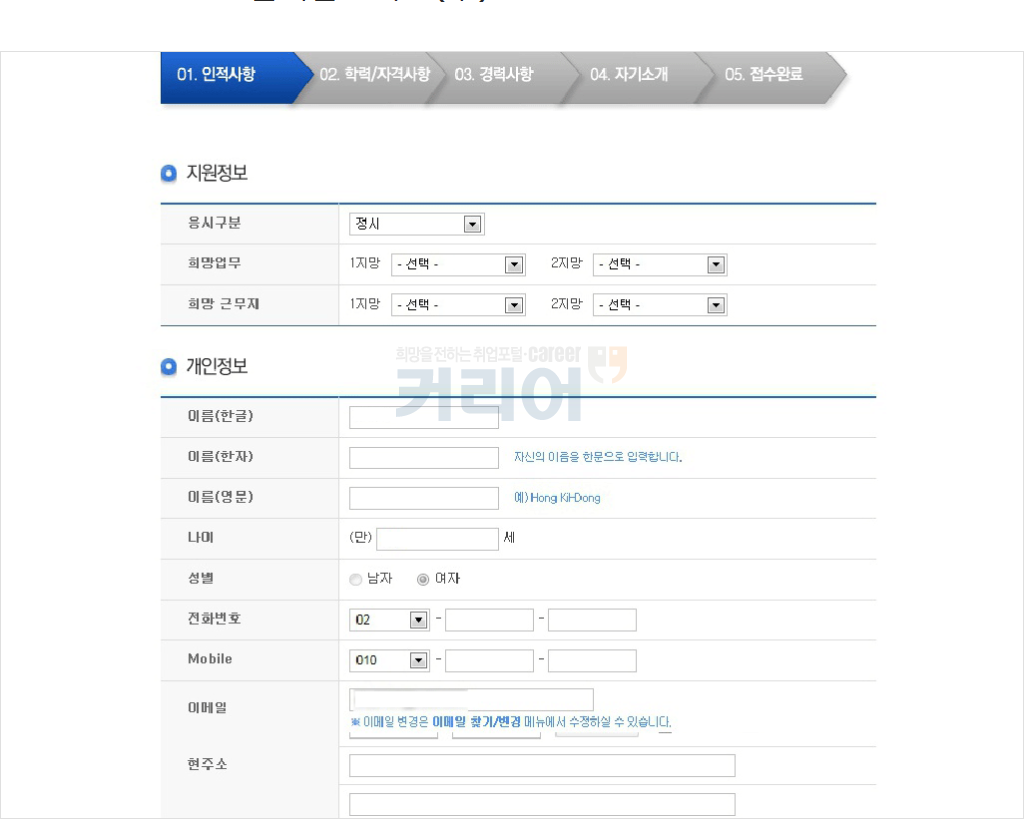 01. 인적사항 02. 학력/자격사항 03. 경력사항 04. 자기소개 05. 접수완료
지원정보
응시구분 정시
희망업무 1지망 - 선택 - 2지망 - 선택 -
희망 근무지 1지망 - 선택 - 2지망 - 선택 -
희망을 전하는 취업포털·career
커리어
개인정보
이름(한글)
이름(한자) 자신의 이름을 한문으로 입력합니다.
이름(영문) 예) Hong Kil-Dong
나이 (만) 세
성별 남자 여자
전화번호 02 - -
Mobile 010 - -
이메일
※ 이메일 변경은 이메일 찾기/변경 메뉴에서 수정하실 수 있습니다.
현주소